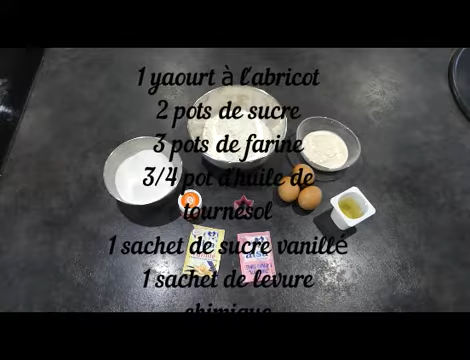 1 yaourt à l'abricot
2 pots de sucre
3 pots de farine
3/4 pot d'huile de
tournesol
1 sachet de sucre vanillé
1 sachet de levure
chimique